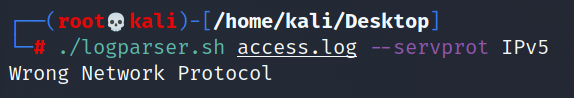 ┌──(root💀kali)-[/home/kali/Desktop]
└─# ./logparser.sh access.log --servprot IPv5
Wrong Network Protocol